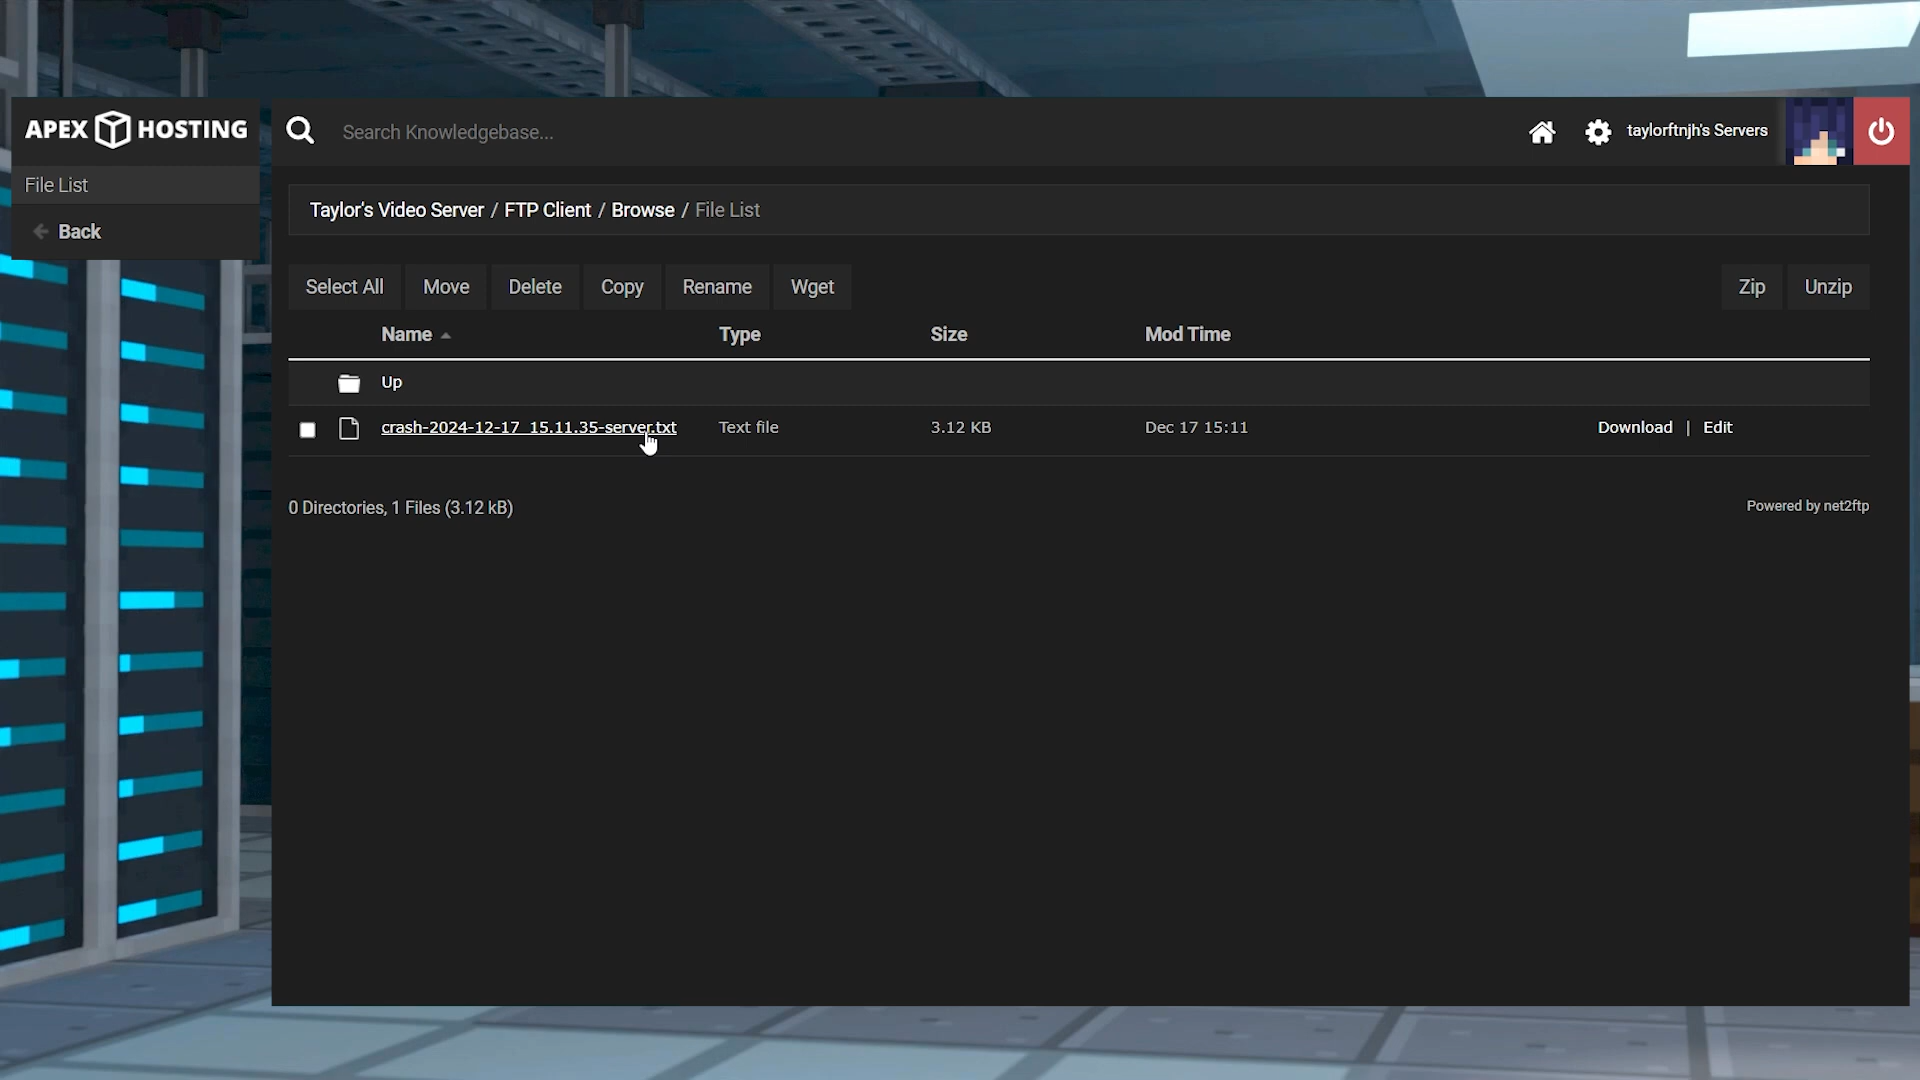 APEX HOSTING
Search Knowledgebase...
taylorftnjh's Servers
File List
Back
Taylor's Video Server / FTP Client / Browse / File List
Select All Move Delete Copy Rename Wget Zip Unzip
Name Type Size Mod Time
Up
crash-2024-12-17_15.11.35-server.txt Text file 3.12 KB Dec 17 15:11 Download | Edit
0 Directories, 1 Files (3.12 kB)
Powered by net2ftp